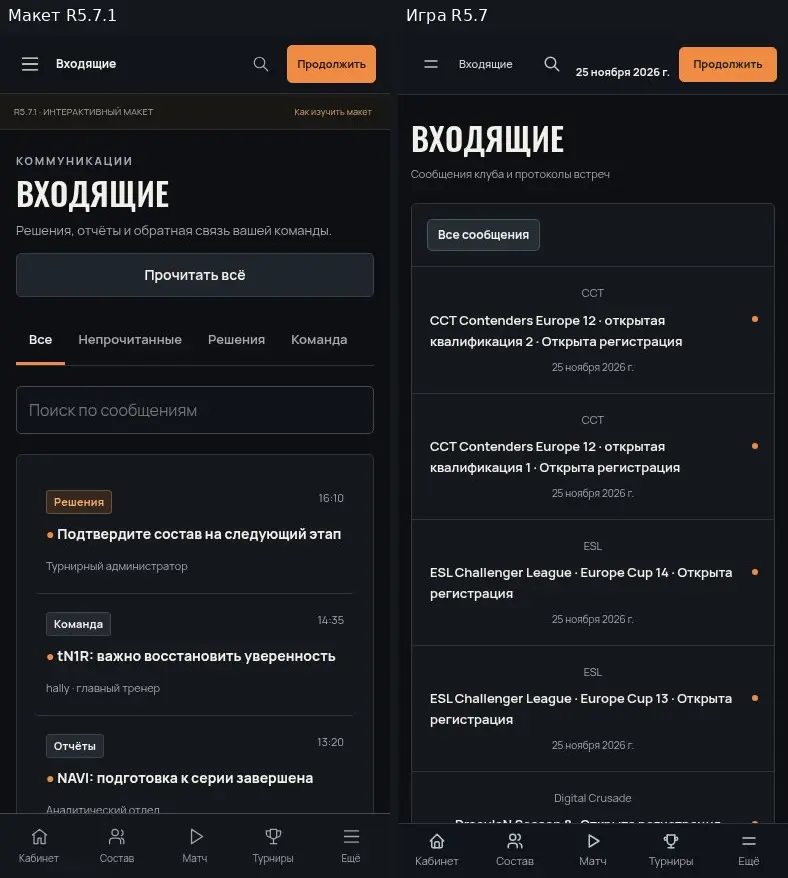 Макет R5.7.1
Входящие
Продолжить
R5.7.1 · ИНТЕРАКТИВНЫЙ МАКЕТ
Как изучить макет
КОММУНИКАЦИИ
ВХОДЯЩИЕ
Решения, отчёты и обратная связь вашей команды.
Прочитать всё
Все Непрочитанные Решения Команда
Поиск по сообщениям
Решения 16:10
Подтвердите состав на следующий этап
Турнирный администратор
Команда 14:35
tN1R: важно восстановить уверенность
hally · главный тренер
Отчёты 13:20
NAVI: подготовка к серии завершена
Аналитический отдел
Кабинет Состав Матч Турниры Ещё
Игра R5.7
Входящие
25 ноября 2026 г.
Продолжить
ВХОДЯЩИЕ
Сообщения клуба и протоколы встреч
Все сообщения
CCT
CCT Contenders Europe 12 · открытая
квалификация 2 · Открыта регистрация
25 ноября 2026 г.
CCT
CCT Contenders Europe 12 · открытая
квалификация 1 · Открыта регистрация
25 ноября 2026 г.
ESL
ESL Challenger League · Europe Cup 14 · Открыта
регистрация
25 ноября 2026 г.
ESL
ESL Challenger League · Europe Cup 13 · Открыта
регистрация
25 ноября 2026 г.
Digital Crusade
Кабинет Состав Матч Турниры Ещё